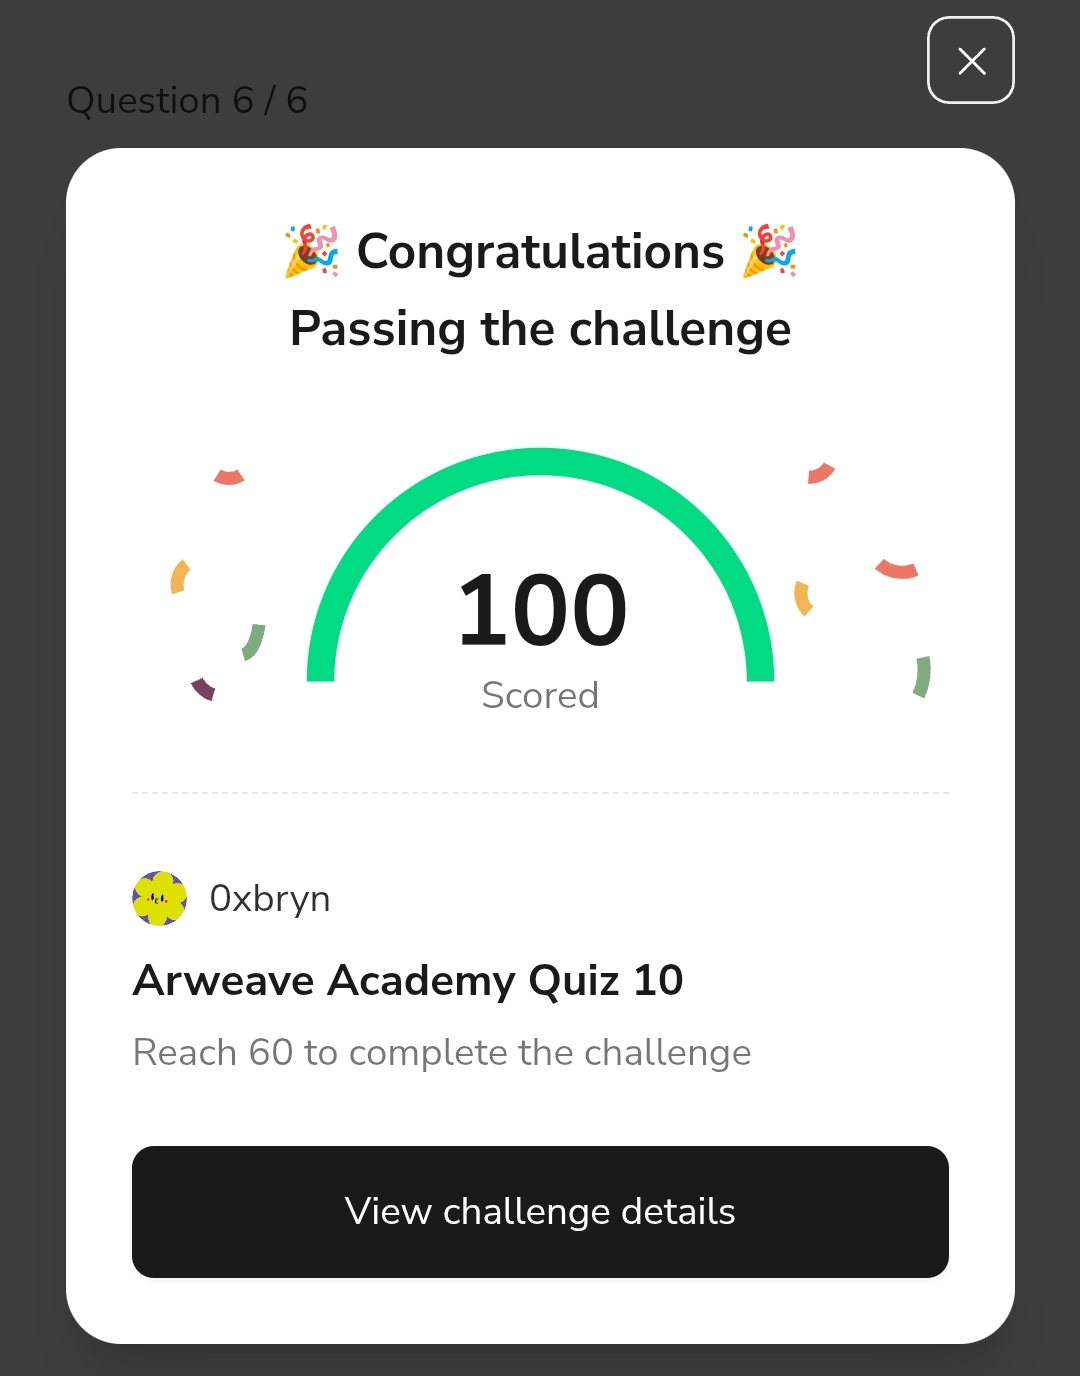 Question 6 / 6
🎉 Congratulations 🎉
Passing the challenge
100
Scored
0xbryn
Arweave Academy Quiz 10
Reach 60 to complete the challenge
View challenge details